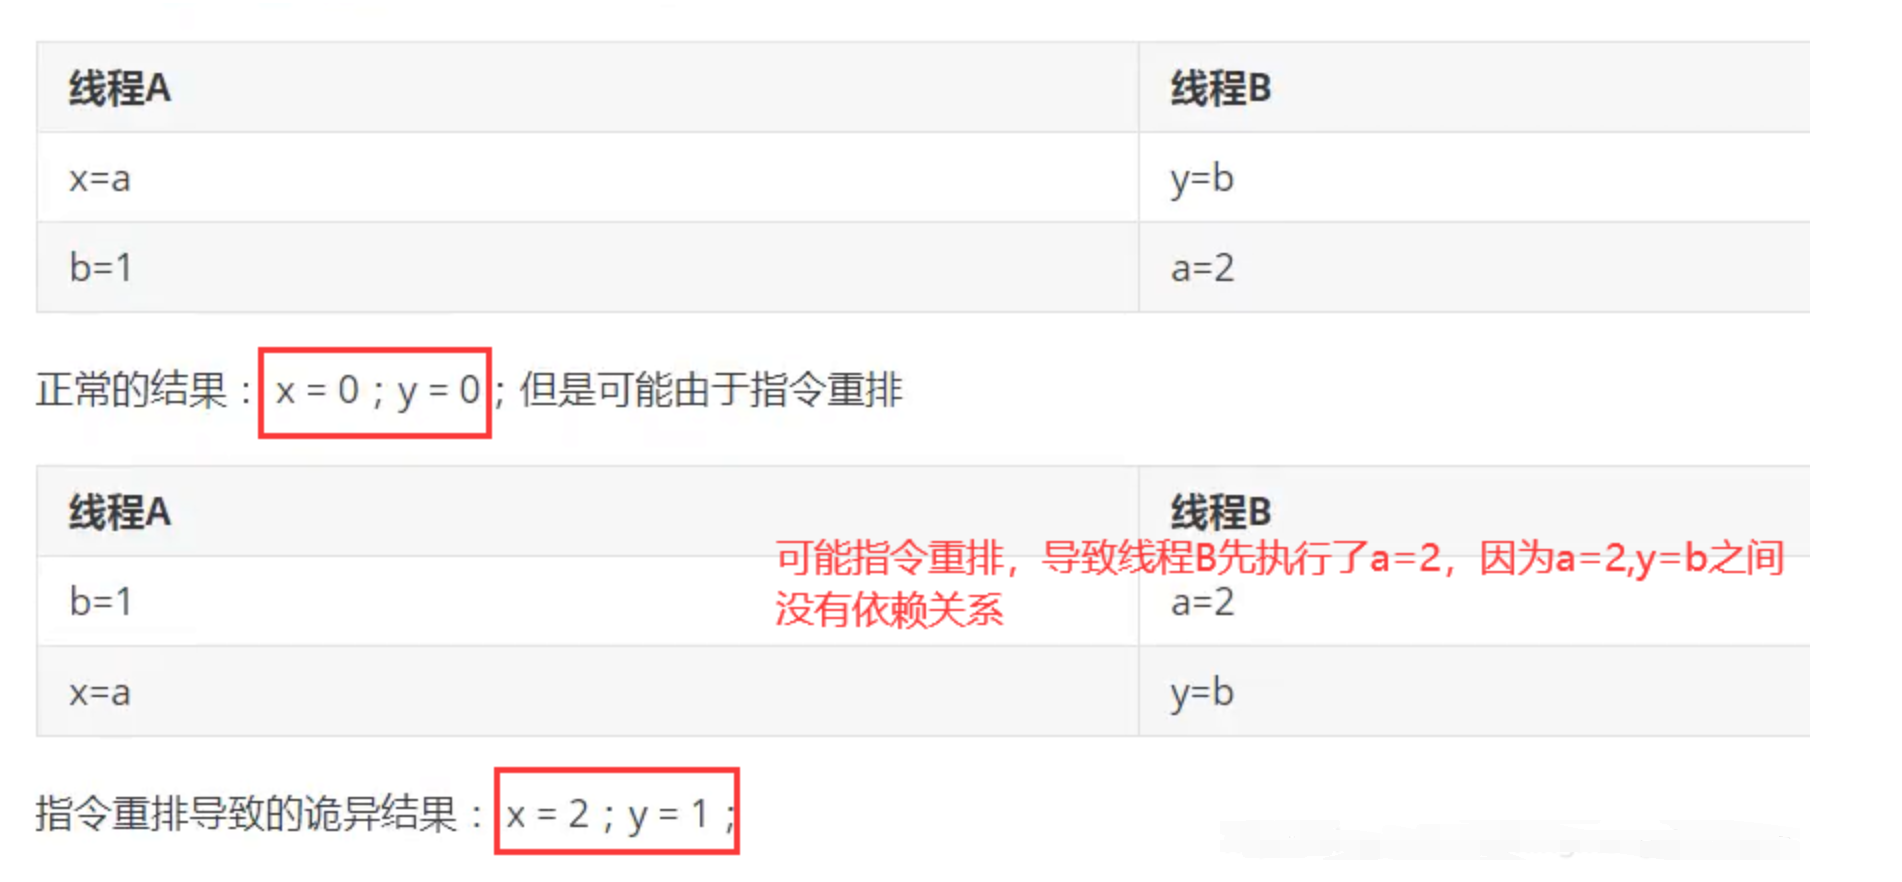 线程A 线程B
x=a y=b
b=1 a=2
正常的结果：x = 0；y = 0；但是可能由于指令重排
线程A 线程B
可能指令重排，导致线程B先执行了a=2，因为a=2,y=b之间
没有依赖关系
b=1 a=2
x=a y=b
指令重排导致的诡异结果：x = 2；y = 1；